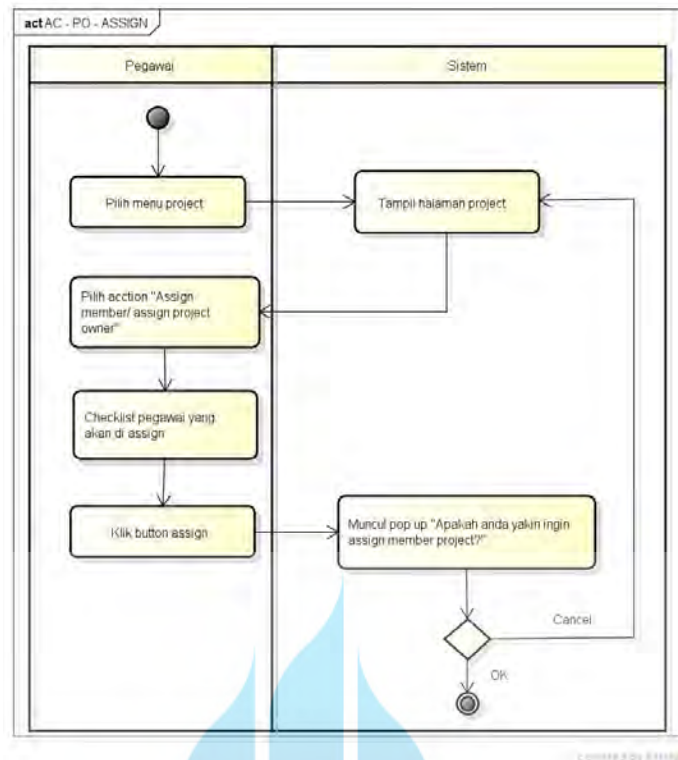 act AC - PO - ASSIGN
Pegawai
Sistem
Pilih menu project
Tampil halaman project
Pilih acction "Assign
member/ assign project
owner"
Checklist pegawai yang
akan di assign
Klik button assign
Muncul pop up "Apakah anda yakin ingin
assign member project?"
Cancel
OK